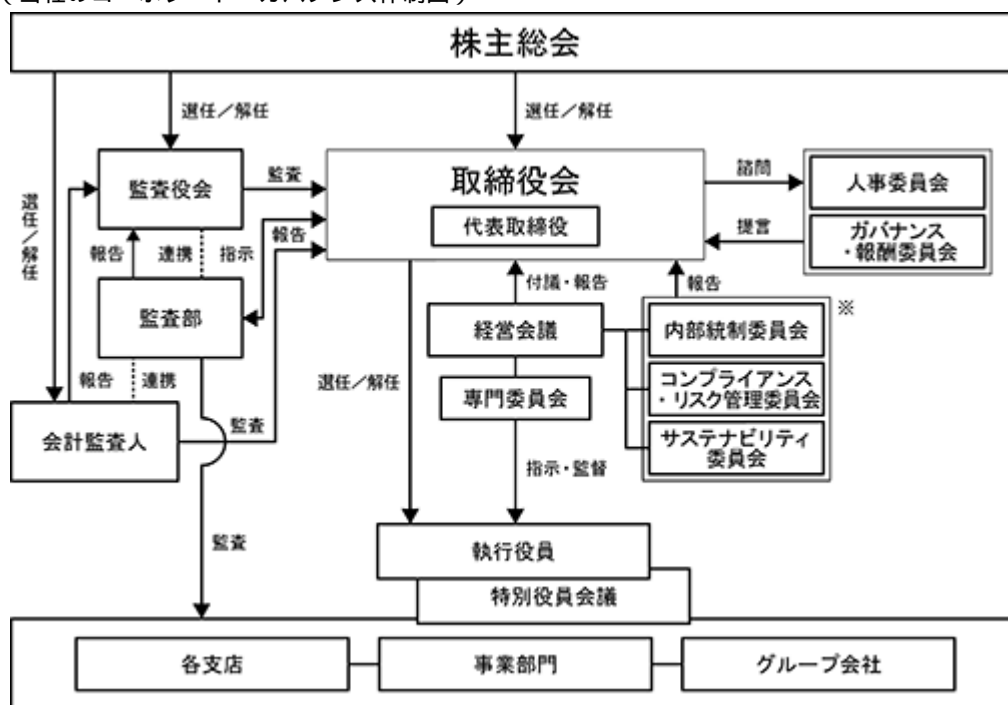 株主総会
選任／解任
選任／解任
選任／解任
監査役会
監査
取締役会
代表取締役
諮問
人事委員会
提言
ガバナンス
・報酬委員会
報告
連携
指示
報告
監査部
付議・報告
報告
※
経営会議
内部統制委員会
コンプライアンス
・リスク管理委員会
サステナビリティ
委員会
専門委員会
選任／解任
報告
連携
会計監査人
監査
指示・監督
監査
執行役員
特別役員会議
各支店
事業部門
グループ会社